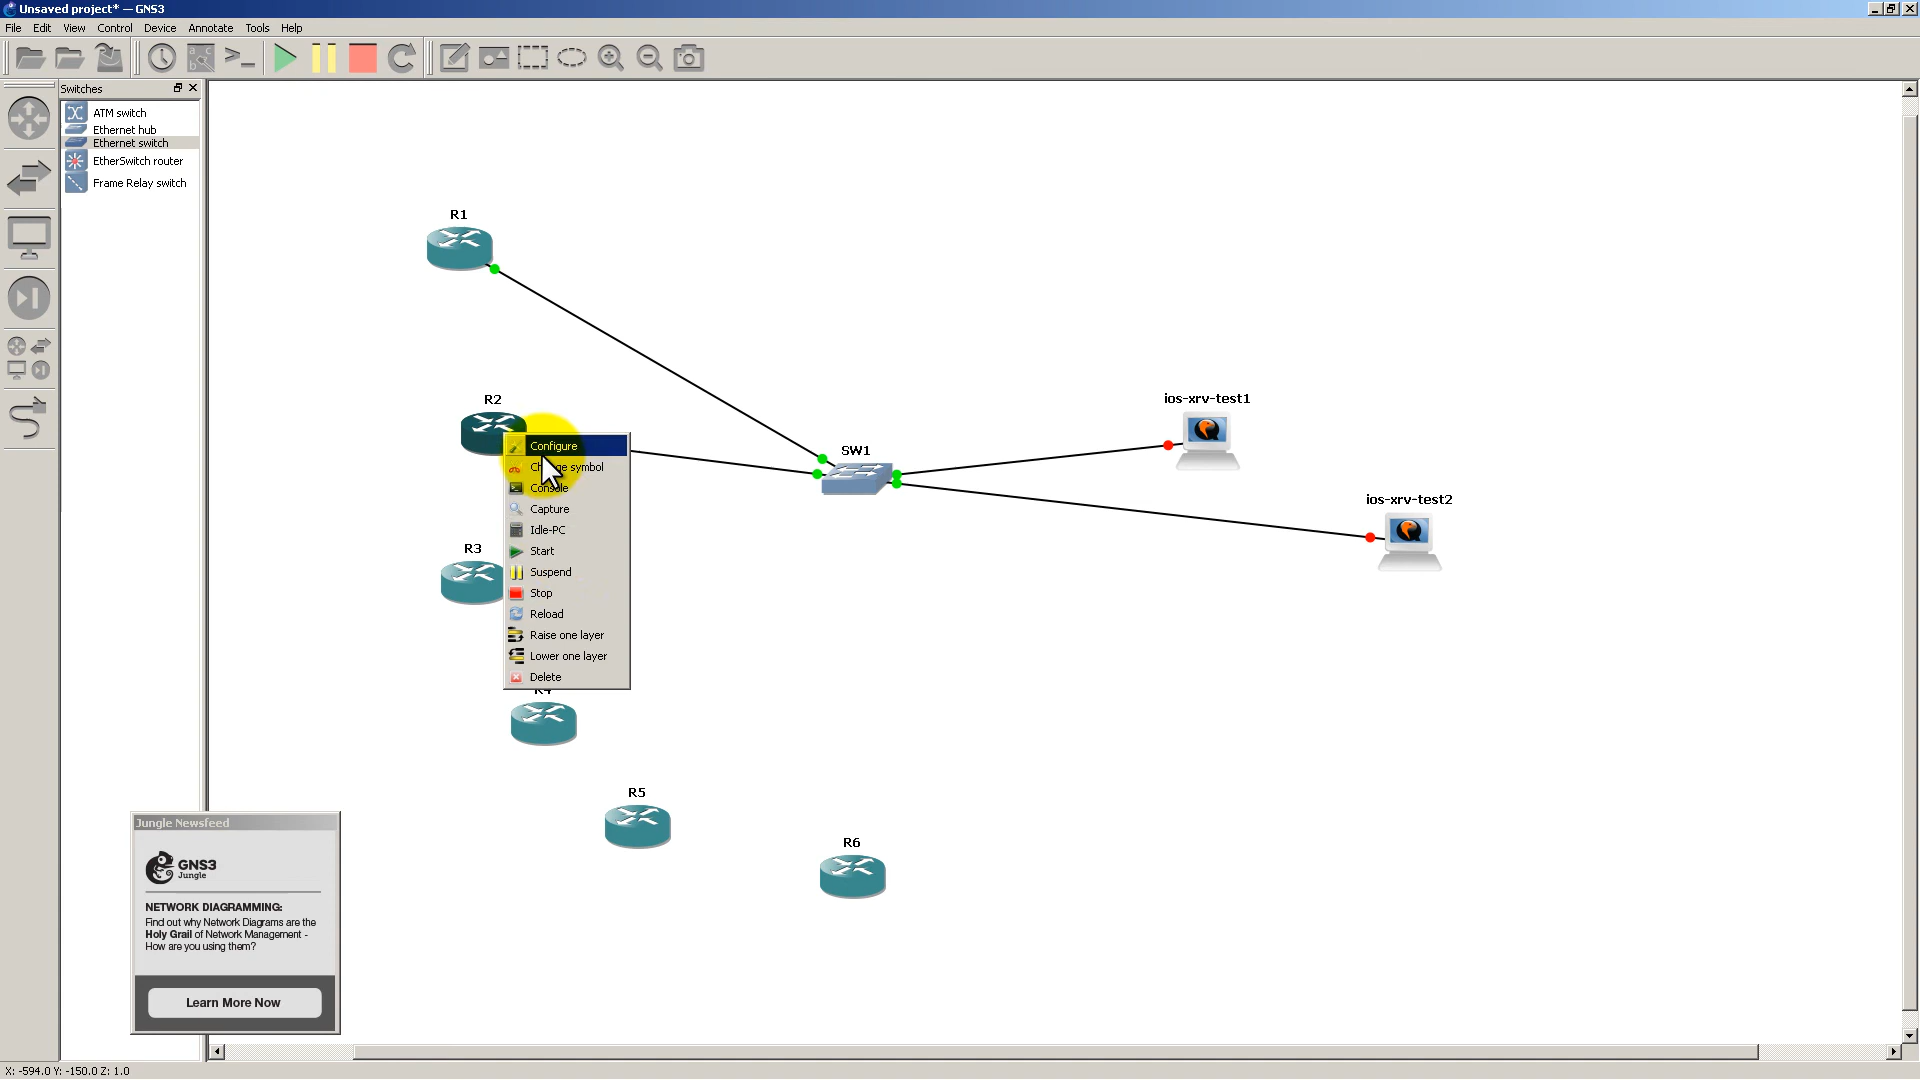 Unsaved project* — GNS3
File Edit View Control Device Annotate Tools Help
Switches
ATM switch
Ethernet hub
Ethernet switch
EtherSwitch router
Frame Relay switch
R1
R2
Configure
Change symbol
Console
Capture
Idle-PC
Start
Suspend
Stop
Reload
Raise one layer
Lower one layer
Delete
SW1
ios-xrv-test1
ios-xrv-test2
R3
R4
R5
R6
Jungle Newsfeed
GNS3
Jungle
NETWORK DIAGRAMMING:
Find out why Network Diagrams are the
Holy Grail of Network Management -
How are you using them?
Learn More Now
X: -594.0 Y: -150.0 Z: 1.0